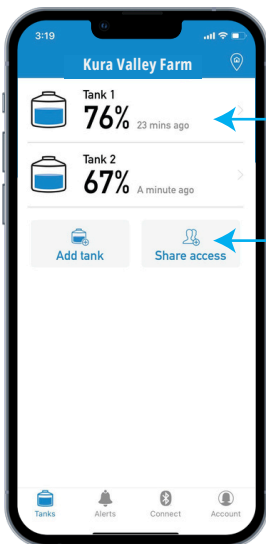 3:19
Kura Valley Farm
Tank 1
76% 23 mins ago
Tank 2
67% A minute ago
Add tank Share access
Tanks Alerts Connect Account